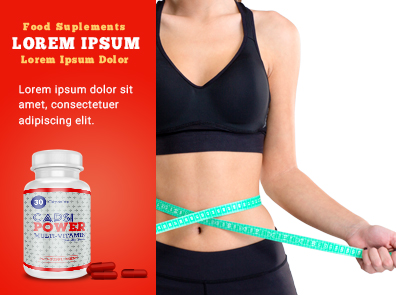 Food Suplements
LOREM IPSUM
Lorem Ipsum Dolor
Lorem ipsum dolor sit
amet, consectetuer
adipiscing elit.
30
CAPSI
POWER
MULTI-VITAMIN